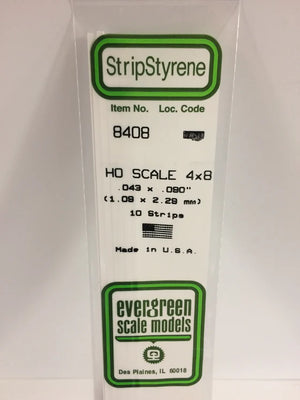 StripStyrene
Item No. Loc. Code
8408
HO SCALE 4x8
.043 x .090"
(1.09 x 2.29 mm)
10 Strips
Made in U.S.A.
evergreen
scale models
Des Plaines, IL 60018